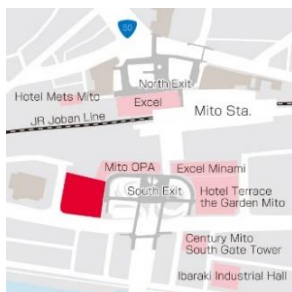 50
North Exit
Hotel Mets Mito
Excel
Mito Sta.
JR Joban Line
Mito OPA
Excel Minami
South Exit
Hotel Terrace
the Garden Mito
Century Mito
South Gate Tower
Ibaraki Industrial Hall